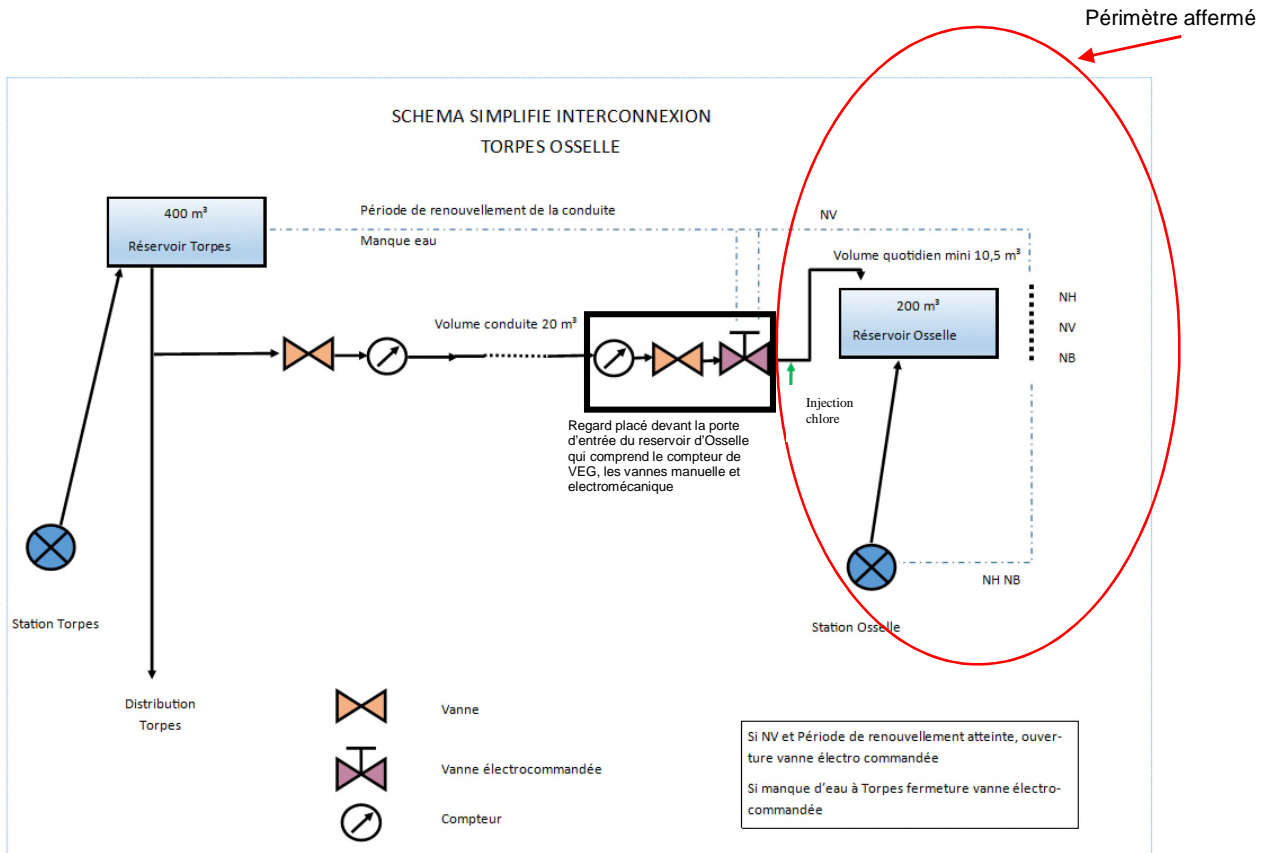 Périmètre affermé
SCHEMA SIMPLIFIE INTERCONNEXION
TORPES OSSELLE
400 m³
Réservoir Torpes
Période de renouvellement de la conduite
Manque eau
NV
Volume quotidien mini 10,5 m³
200 m³
Réservoir Osselle
NH
NV
NB
Volume conduite 20 m³
Injection
chlore
Regard placé devant la porte
d'entrée du reservoir d'Osselle
qui comprend le compteur de
VEG, les vannes manuelle et
electromécanique
NH NB
Station Torpes
Station Osselle
Distribution
Torpes
Vanne
Vanne électrocommandée
Compteur
Si NV et Période de renouvellement atteinte, ouver-
ture vanne électro commandée
Si manque d'eau à Torpes fermeture vanne électro-
commandée